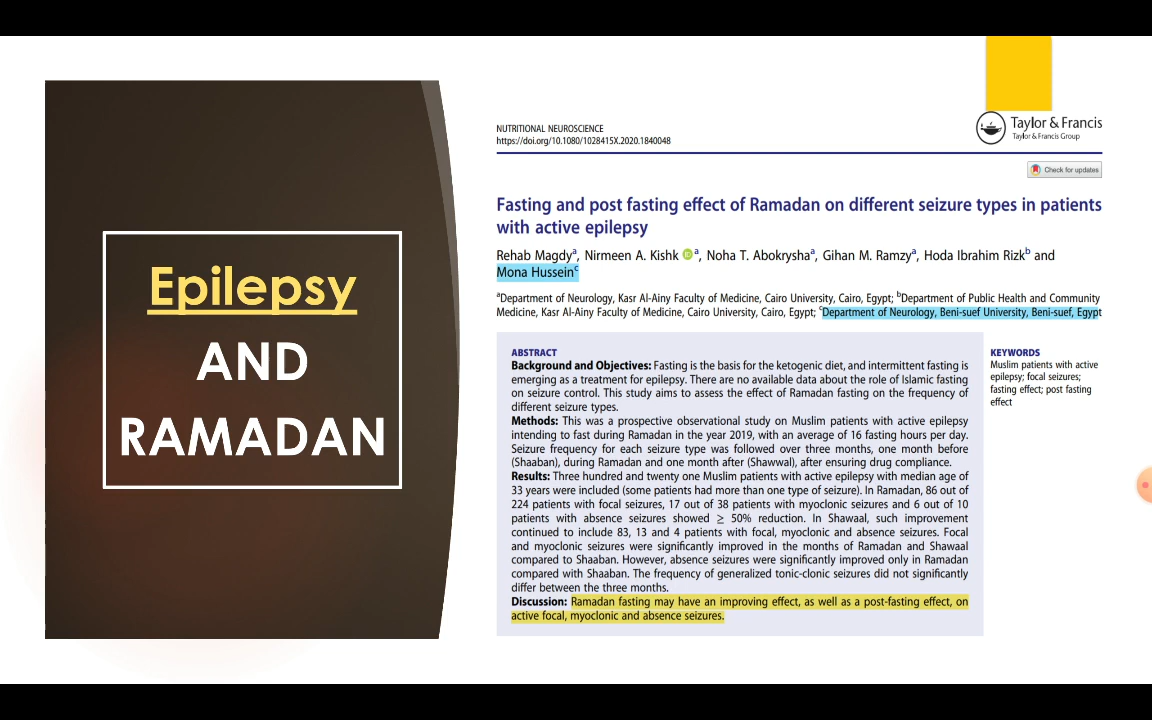 Epilepsy
AND
RAMADAN
NUTRITIONAL NEUROSCIENCE
https://doi.org/10.1080/1028415X.2020.1840048
Taylor & Francis
Taylor & Francis Group
Check for updates
Fasting and post fasting effect of Ramadan on different seizure types in patients
with active epilepsy
Rehab Magdyᵃ, Nirmeen A. Kishk iD ᵃ, Noha T. Abokryshaᵃ, Gihan M. Ramzyᵃ, Hoda Ibrahim Rizkᵇ and
Mona Husseinᶜ
ᵃDepartment of Neurology, Kasr Al-Ainy Faculty of Medicine, Cairo University, Cairo, Egypt; ᵇDepartment of Public Health and Community
Medicine, Kasr Al-Ainy Faculty of Medicine, Cairo University, Cairo, Egypt; ᶜDepartment of Neurology, Beni-suef University, Beni-suef, Egypt
ABSTRACT
Background and Objectives: Fasting is the basis for the ketogenic diet, and intermittent fasting is
emerging as a treatment for epilepsy. There are no available data about the role of Islamic fasting
on seizure control. This study aims to assess the effect of Ramadan fasting on the frequency of
different seizure types.
Methods: This was a prospective observational study on Muslim patients with active epilepsy
intending to fast during Ramadan in the year 2019, with an average of 16 fasting hours per day.
Seizure frequency for each seizure type was followed over three months, one month before
(Shaaban), during Ramadan and one month after (Shawwal), after ensuring drug compliance.
Results: Three hundred and twenty one Muslim patients with active epilepsy with median age of
33 years were included (some patients had more than one type of seizure). In Ramadan, 86 out of
224 patients with focal seizures, 17 out of 38 patients with myoclonic seizures and 6 out of 10
patients with absence seizures showed ≥ 50% reduction. In Shawaal, such improvement
continued to include 83, 13 and 4 patients with focal, myoclonic and absence seizures. Focal
and myoclonic seizures were significantly improved in the months of Ramadan and Shawaal
compared to Shaaban. However, absence seizures were significantly improved only in Ramadan
compared with Shaaban. The frequency of generalized tonic-clonic seizures did not significantly
differ between the three months.
Discussion: Ramadan fasting may have an improving effect, as well as a post-fasting effect, on
active focal, myoclonic and absence seizures.
KEYWORDS
Muslim patients with active
epilepsy; focal seizures;
fasting effect; post fasting
effect